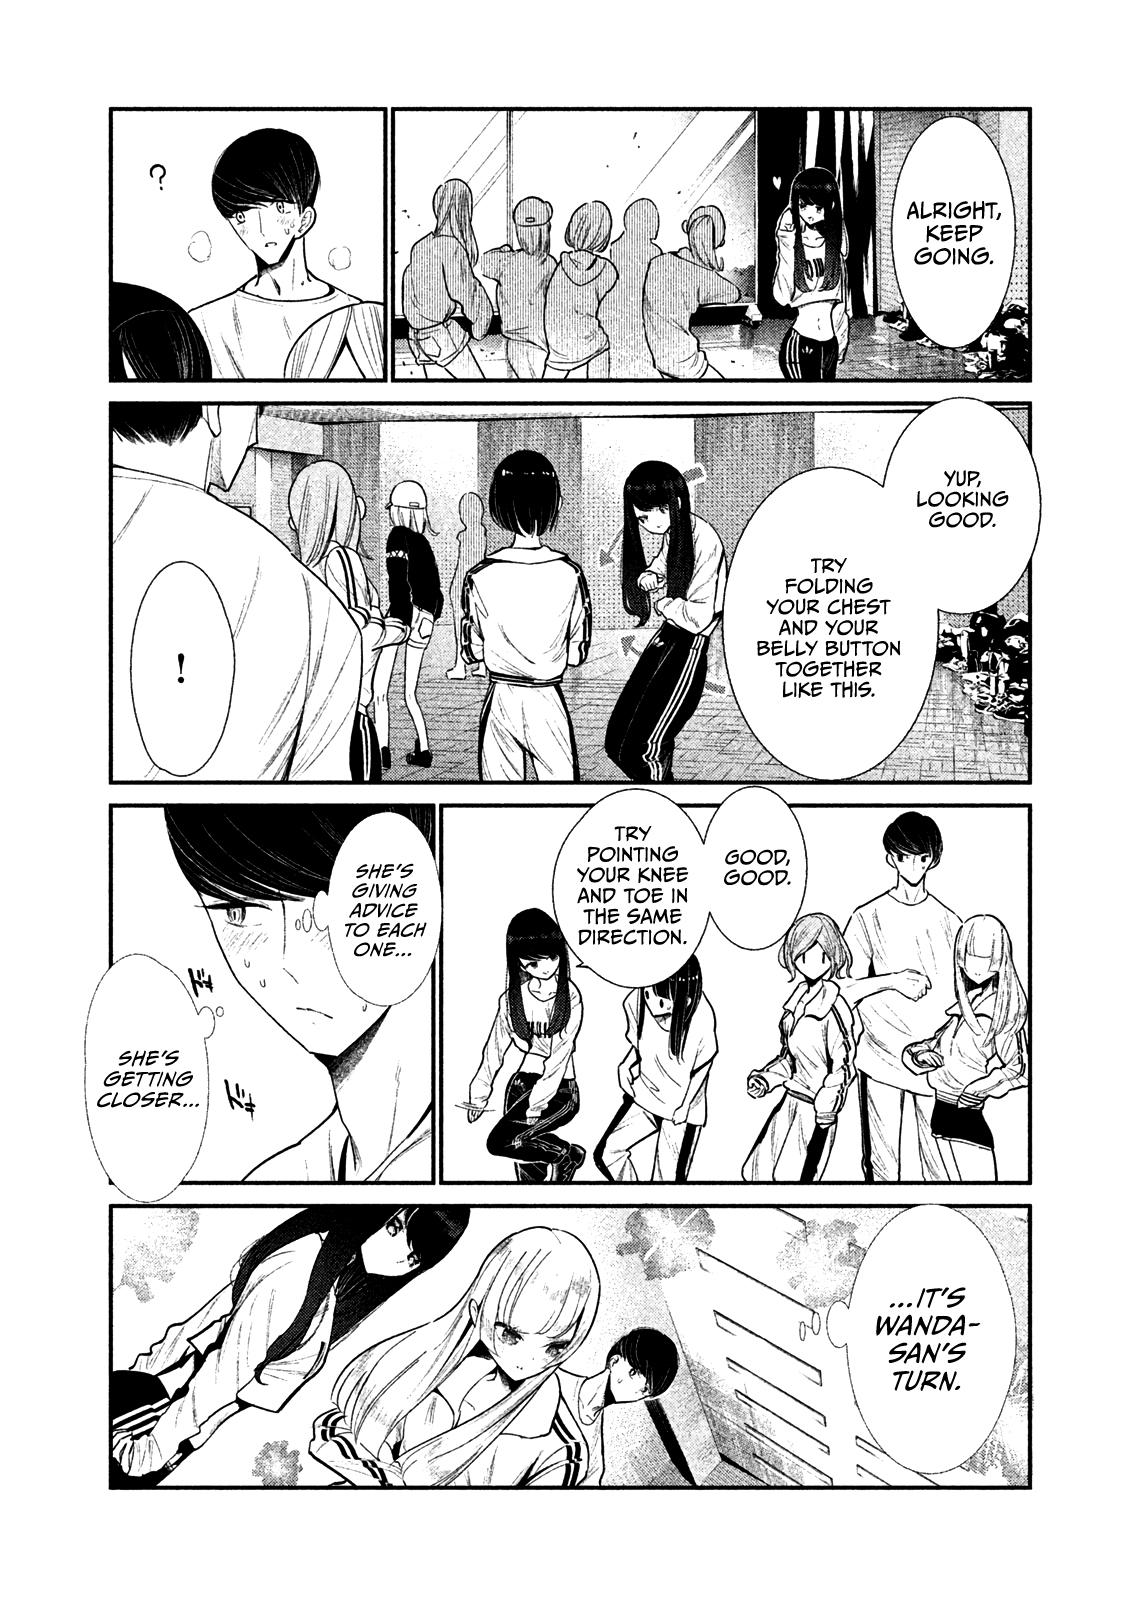 ALRIGHT,
KEEP
GOING.
?
YUP,
LOOKING
GOOD.
TRY
FOLDING
YOUR CHEST
AND YOUR
BELLY BUTTON
TOGETHER
LIKE THIS.
!
GOOD,
GOOD.
TRY
POINTING
YOUR KNEE
AND TOE IN
THE SAME
DIRECTION.
SHE'S
GIVING
ADVICE
TO EACH
ONE...
SHE'S
GETTING
CLOSER...
...IT'S
WANDA-
SAN'S
TURN.